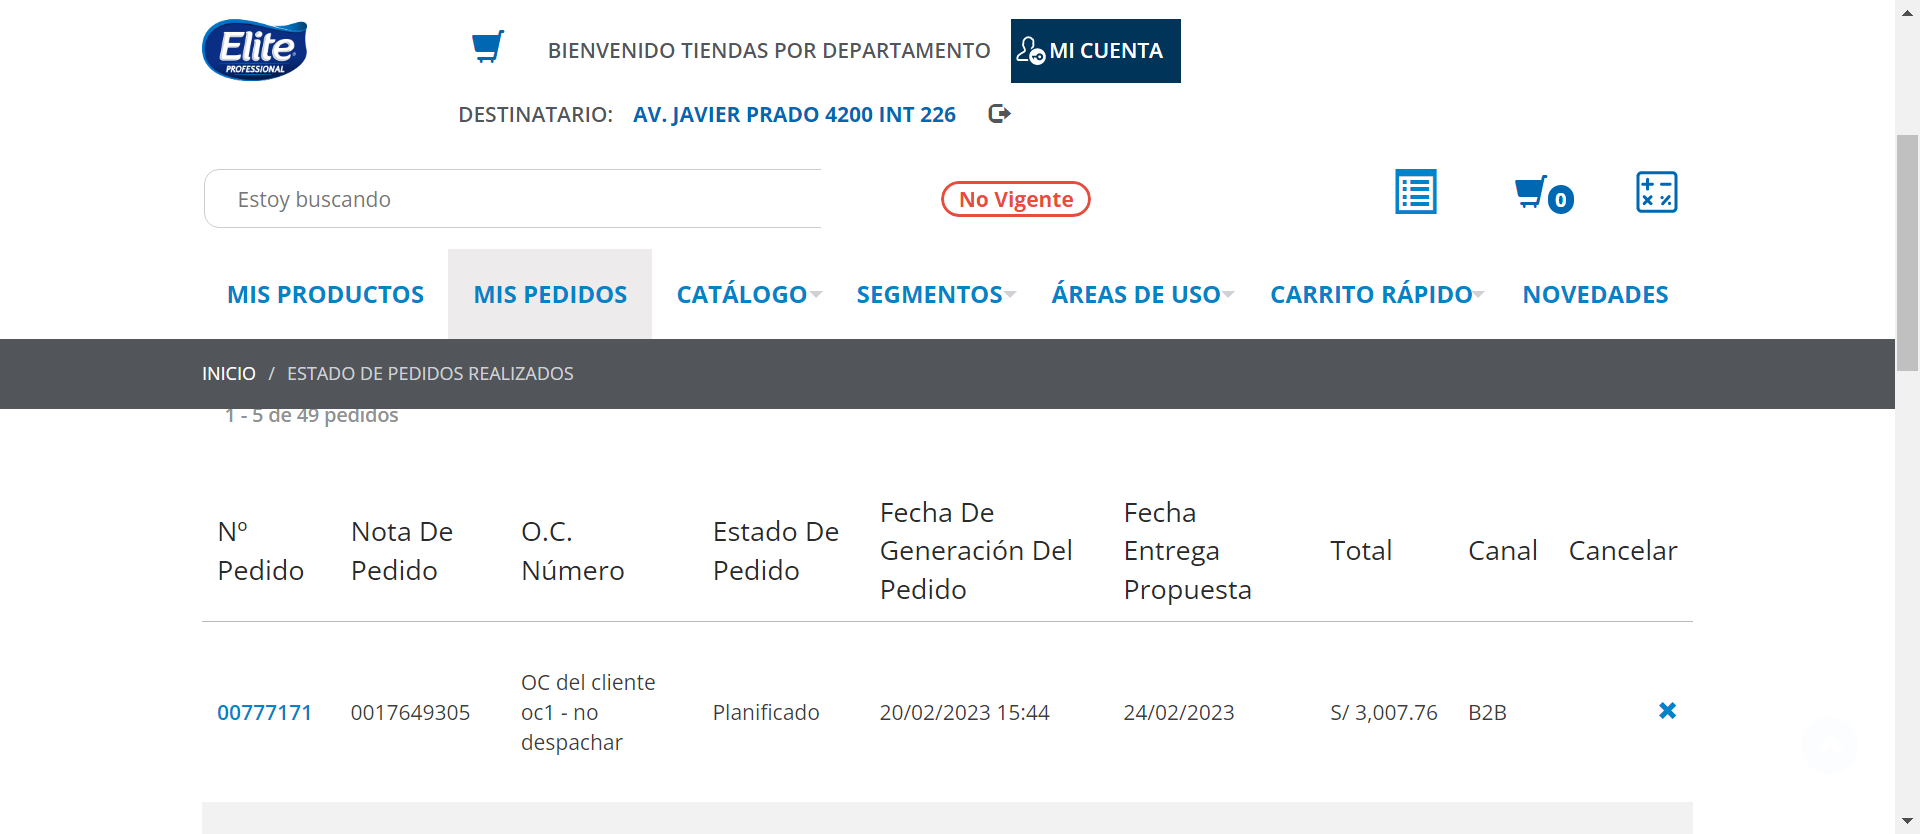 Elite
PROFESSIONAL
BIENVENIDO TIENDAS POR DEPARTAMENTO
MI CUENTA
DESTINATARIO: AV. JAVIER PRADO 4200 INT 226
Estoy buscando
No Vigente
0
MIS PRODUCTOS MIS PEDIDOS CATÁLOGO SEGMENTOS ÁREAS DE USO CARRITO RÁPIDO NOVEDADES
INICIO / ESTADO DE PEDIDOS REALIZADOS
1 - 5 de 49 pedidos
Nº
Pedido
Nota De
Pedido
O.C.
Número
Estado De
Pedido
Fecha De
Generación Del
Pedido
Fecha
Entrega
Propuesta
Total
Canal
Cancelar
00777171
0017649305
OC del cliente
oc1 - no
despachar
Planificado
20/02/2023 15:44
24/02/2023
S/ 3,007.76
B2B